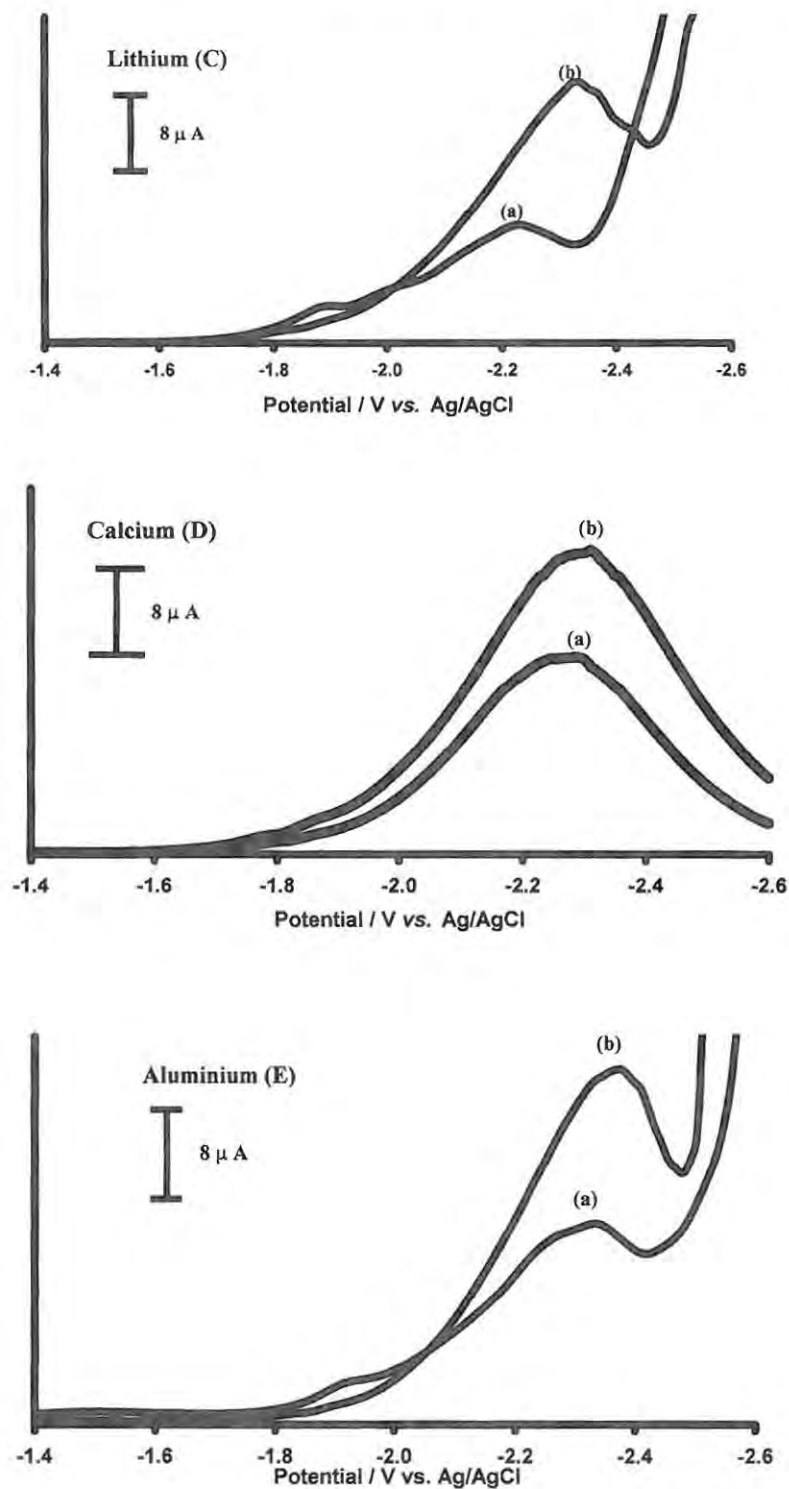 Lithium (C)
8 μ A
(b)
(a)
-1.4 -1.6 -1.8 -2.0 -2.2 -2.4 -2.6
Potential / V vs. Ag/AgCl
Calcium (D)
8 μ A
(b)
(a)
-1.4 -1.6 -1.8 -2.0 -2.2 -2.4 -2.6
Potential / V vs. Ag/AgCl
Aluminium (E)
8 μ A
(b)
(a)
-1.4 -1.6 -1.8 -2.0 -2.2 -2.4 -2.6
Potential / V vs. Ag/AgCl